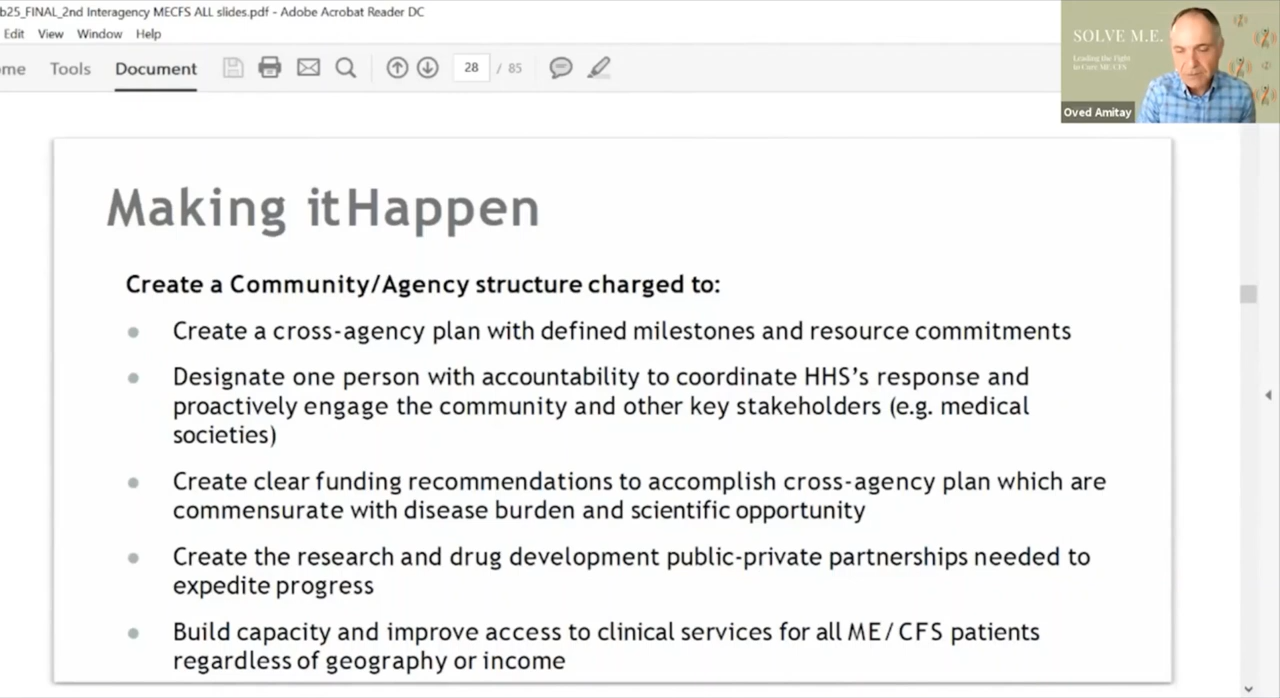 b25_FINAL_2nd Interagency MECFS ALL slides.pdf - Adobe Acrobat Reader DC
Edit View Window Help
me Tools Document 28 / 85
SOLVE M.E.
Leading the Fight
to Cure ME/CFS
Oved Amitay
Making itHappen
Create a Community/Agency structure charged to:
Create a cross-agency plan with defined milestones and resource commitments
Designate one person with accountability to coordinate HHS's response and
proactively engage the community and other key stakeholders (e.g. medical
societies)
Create clear funding recommendations to accomplish cross-agency plan which are
commensurate with disease burden and scientific opportunity
Create the research and drug development public-private partnerships needed to
expedite progress
Build capacity and improve access to clinical services for all ME/CFS patients
regardless of geography or income